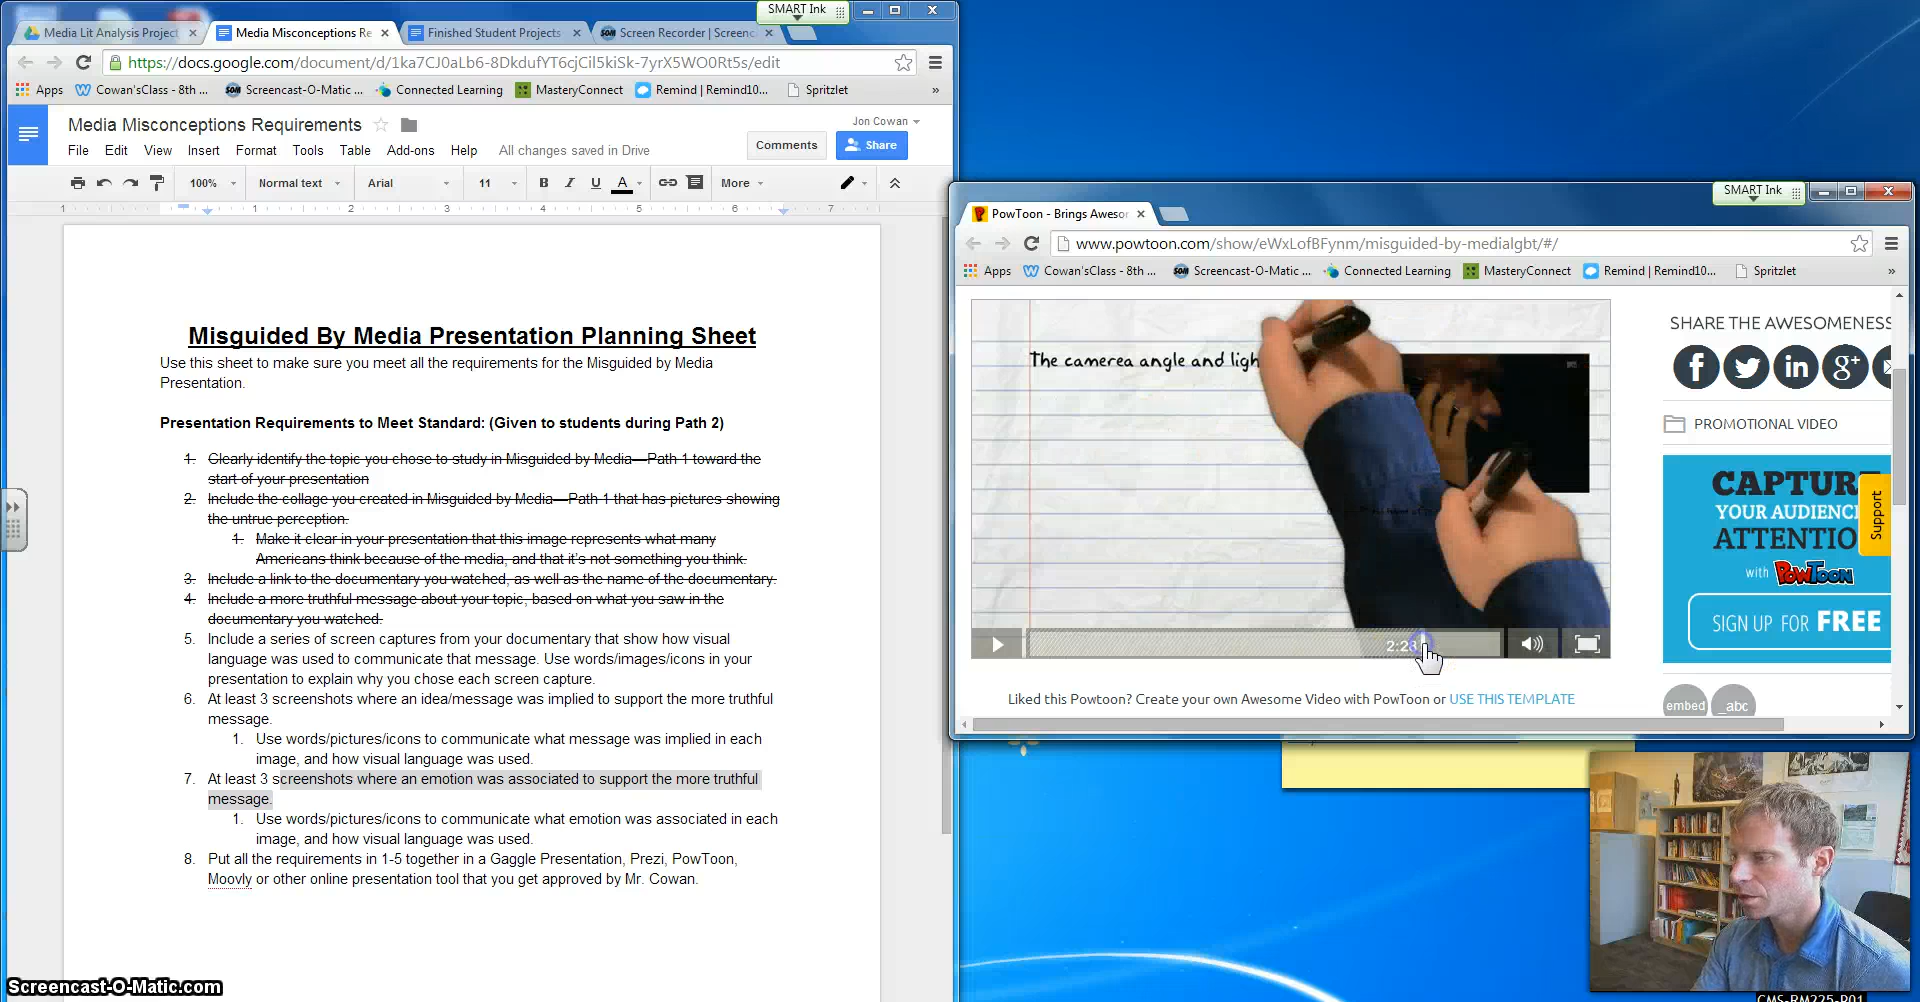 SMART Ink
Media Lit Analysis Project
Media Misconceptions Re
Finished Student Projects
Screen Recorder | Screenc
https://docs.google.com/document/d/1ka7CJ0aLb6-8DkdufYT6cjCil5kiSk-7yrX5WO0Rt5s/edit
Apps
Cowan'sClass - 8th ...
Screencast-O-Matic ...
Connected Learning
MasteryConnect
Remind | Remind10...
Spritzlet
»
Media Misconceptions Requirements
Jon Cowan
File Edit View Insert Format Tools Table Add-ons Help All changes saved in Drive
Comments
Share
100% Normal text Arial 11 B I U A More
1 1 2 3 4 5 6 7
Misguided By Media Presentation Planning Sheet
Use this sheet to make sure you meet all the requirements for the Misguided by Media
Presentation.
Presentation Requirements to Meet Standard: (Given to students during Path 2)
1. Clearly identify the topic you chose to study in Misguided by Media—Path 1 toward the
start of your presentation
2. Include the collage you created in Misguided by Media—Path 1 that has pictures showing
the untrue perception.
1. Make it clear in your presentation that this image represents what many
Americans think because of the media, and that it's not something you think.
3. Include a link to the documentary you watched, as well as the name of the documentary.
4. Include a more truthful message about your topic, based on what you saw in the
documentary you watched.
5. Include a series of screen captures from your documentary that show how visual
language was used to communicate that message. Use words/images/icons in your
presentation to explain why you chose each screen capture.
6. At least 3 screenshots where an idea/message was implied to support the more truthful
message.
1. Use words/pictures/icons to communicate what message was implied in each
image, and how visual language was used.
7. At least 3 screenshots where an emotion was associated to support the more truthful
message.
1. Use words/pictures/icons to communicate what emotion was associated in each
image, and how visual language was used.
8. Put all the requirements in 1-5 together in a Gaggle Presentation, Prezi, PowToon,
Moovly or other online presentation tool that you get approved by Mr. Cowan.
Screencast-O-Matic.com
SMART Ink
PowToon - Brings Aweso
www.powtoon.com/show/eWxLofBFynm/misguided-by-medialgbt/#/
Apps
Cowan'sClass - 8th ...
Screencast-O-Matic ...
Connected Learning
MasteryConnect
Remind | Remind10...
Spritzlet
»
The camerea angle and ligh
2:2
Liked this Powtoon? Create your own Awesome Video with PowToon or USE THIS TEMPLATE
SHARE THE AWESOMENESS
PROMOTIONAL VIDEO
CAPTUR
YOUR AUDIENC
ATTENTIO
with PowToon
SIGN UP FOR FREE
Support
embed
_abc
CMS-RM225-P01